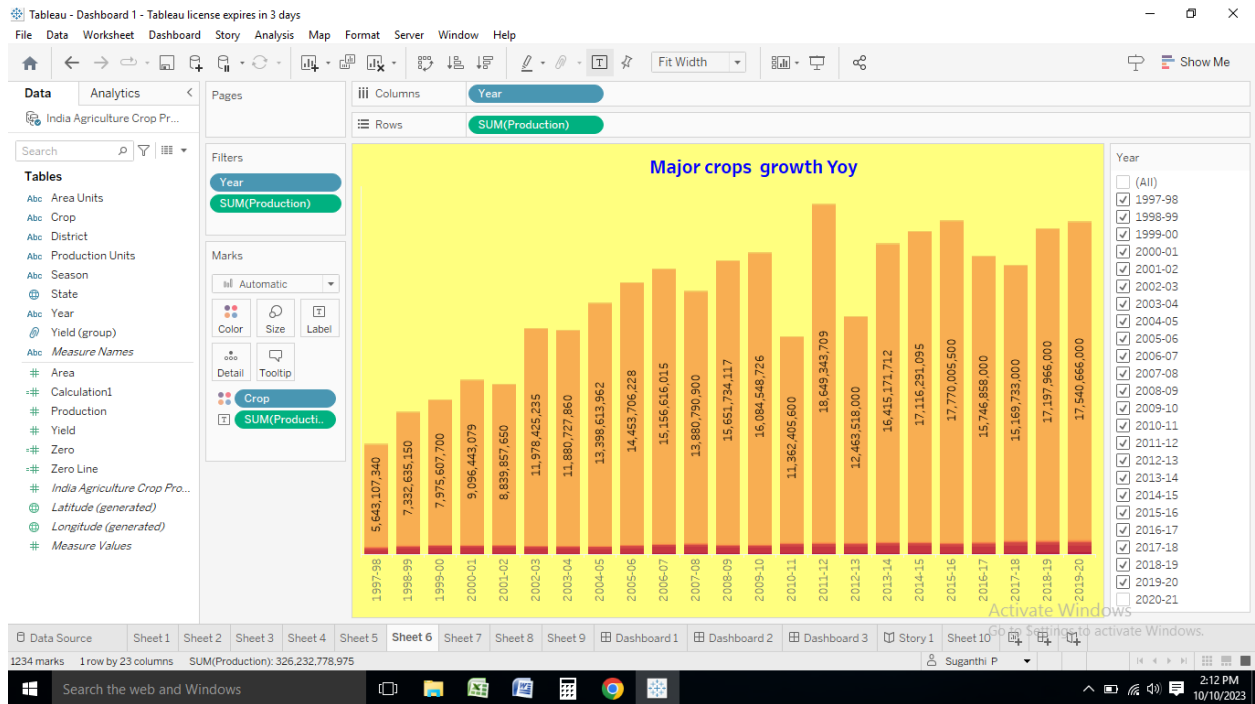 Tableau - Dashboard 1 - Tableau license expires in 3 days
File Data Worksheet Dashboard Story Analysis Map Format Server Window Help
Fit Width
Show Me
Data Analytics
India Agriculture Crop Pr...
Search
Tables
Abc Area Units
Abc Crop
Abc District
Abc Production Units
Abc Season
State
Abc Year
Yield (group)
Abc Measure Names
# Area
=# Calculation1
# Production
# Yield
=# Zero
=# Zero Line
# India Agriculture Crop Pro...
Latitude (generated)
Longitude (generated)
# Measure Values
Pages
Filters
Year
SUM(Production)
Marks
Automatic
Color Size Label
Detail Tooltip
Crop
SUM(Producti..
iii Columns Year
Rows SUM(Production)
Major crops growth Yoy
5,643,107,340
7,332,635,150
7,975,607,700
9,096,443,079
8,839,857,650
11,978,425,235
11,880,727,860
13,398,613,962
14,453,706,228
15,156,616,015
13,880,790,900
15,651,734,117
16,084,548,726
11,362,405,600
18,649,343,709
12,463,518,000
16,415,171,712
17,116,291,095
17,770,005,500
15,746,858,000
15,169,733,000
17,197,966,000
17,540,666,000
1997-98
1998-99
1999-00
2000-01
2001-02
2002-03
2003-04
2004-05
2005-06
2006-07
2007-08
2008-09
2009-10
2010-11
2011-12
2012-13
2013-14
2014-15
2015-16
2016-17
2017-18
2018-19
2019-20
Year
(All)
1997-98
1998-99
1999-00
2000-01
2001-02
2002-03
2003-04
2004-05
2005-06
2006-07
2007-08
2008-09
2009-10
2010-11
2011-12
2012-13
2013-14
2014-15
2015-16
2016-17
2017-18
2018-19
2019-20
2020-21
Activate Windows
Go to Settings to activate Windows.
Data Source Sheet 1 Sheet 2 Sheet 3 Sheet 4 Sheet 5 Sheet 6 Sheet 7 Sheet 8 Sheet 9 Dashboard 1 Dashboard 2 Dashboard 3 Story 1 Sheet 10
1234 marks 1 row by 23 columns SUM(Production): 326,232,778,975
Suganthi P
Search the web and Windows
2:12 PM
10/10/2023